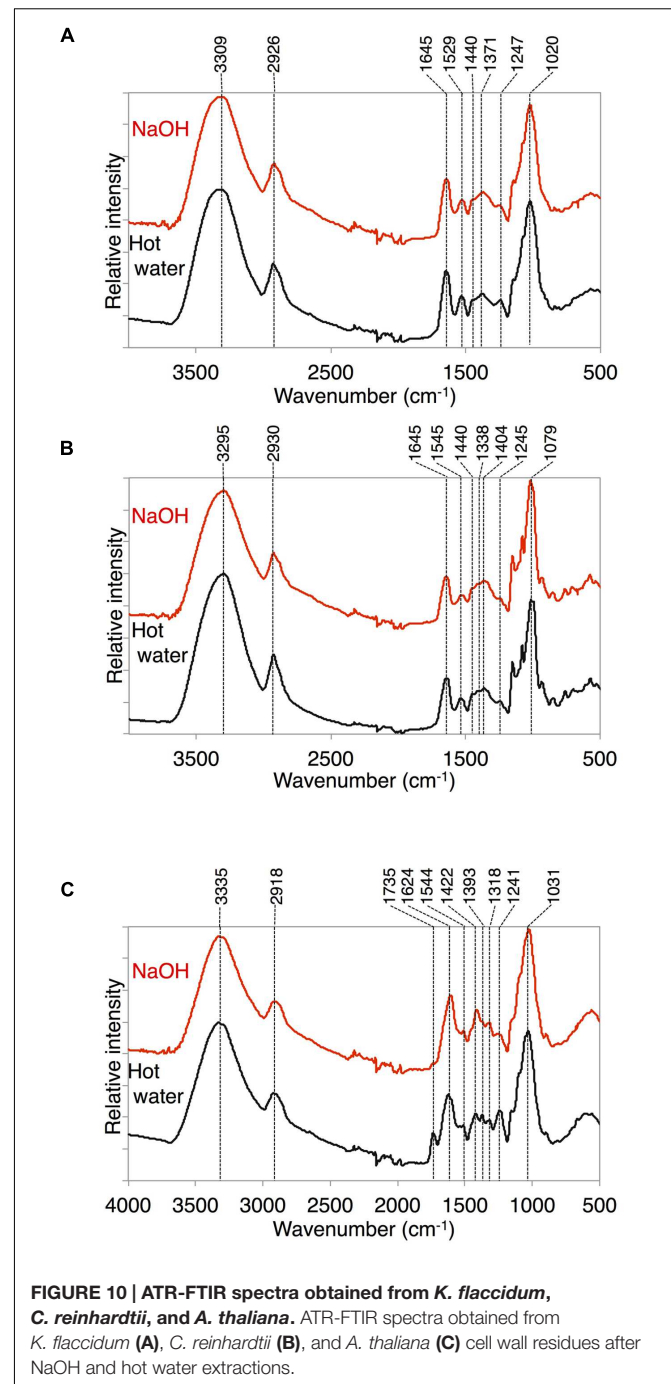 A
3309
2926
1645
1529
1440
1371
1247
1020
NaOH
Hot
water
Relative intensity
3500 2500 1500 500
Wavenumber (cm-1)
B
3295
2930
1645
1545
1440
1338
1404
1245
1079
NaOH
Hot
water
Relative intensity
3500 2500 1500 500
Wavenumber (cm-1)
C
3335
2918
1735
1624
1544
1422
1393
1318
1241
1031
NaOH
Hot
water
Relative intensity
4000 3500 3000 2500 2000 1500 1000 500
Wavenumber (cm-1)
FIGURE 10 | ATR-FTIR spectra obtained from K. flaccidum,
C. reinhardtii, and A. thaliana. ATR-FTIR spectra obtained from
K. flaccidum (A), C. reinhardtii (B), and A. thaliana (C) cell wall residues after
NaOH and hot water extractions.